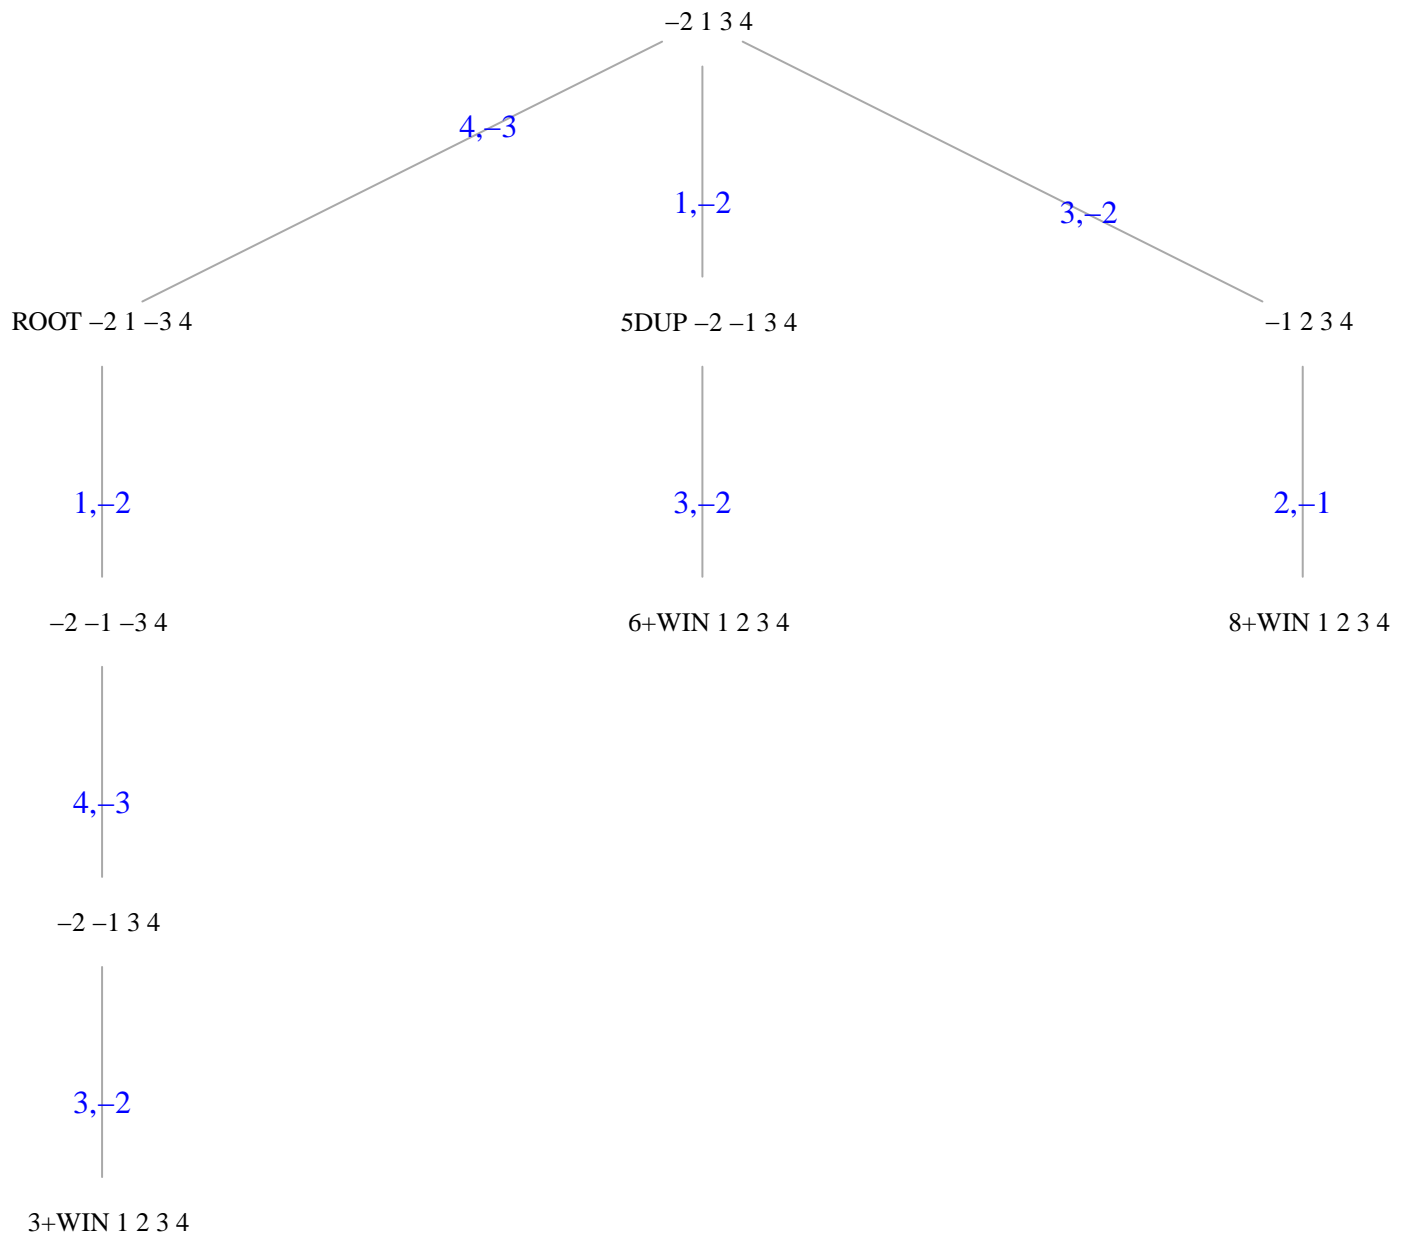 –2 1 3 4
4,–3
1,–2
3,–2
ROOT –2 1 –3 4
5DUP –2 –1 3 4
–1 2 3 4
1,–2
3,–2
2,–1
–2 –1 –3 4
6+WIN 1 2 3 4
8+WIN 1 2 3 4
4,–3
–2 –1 3 4
3,–2
3+WIN 1 2 3 4